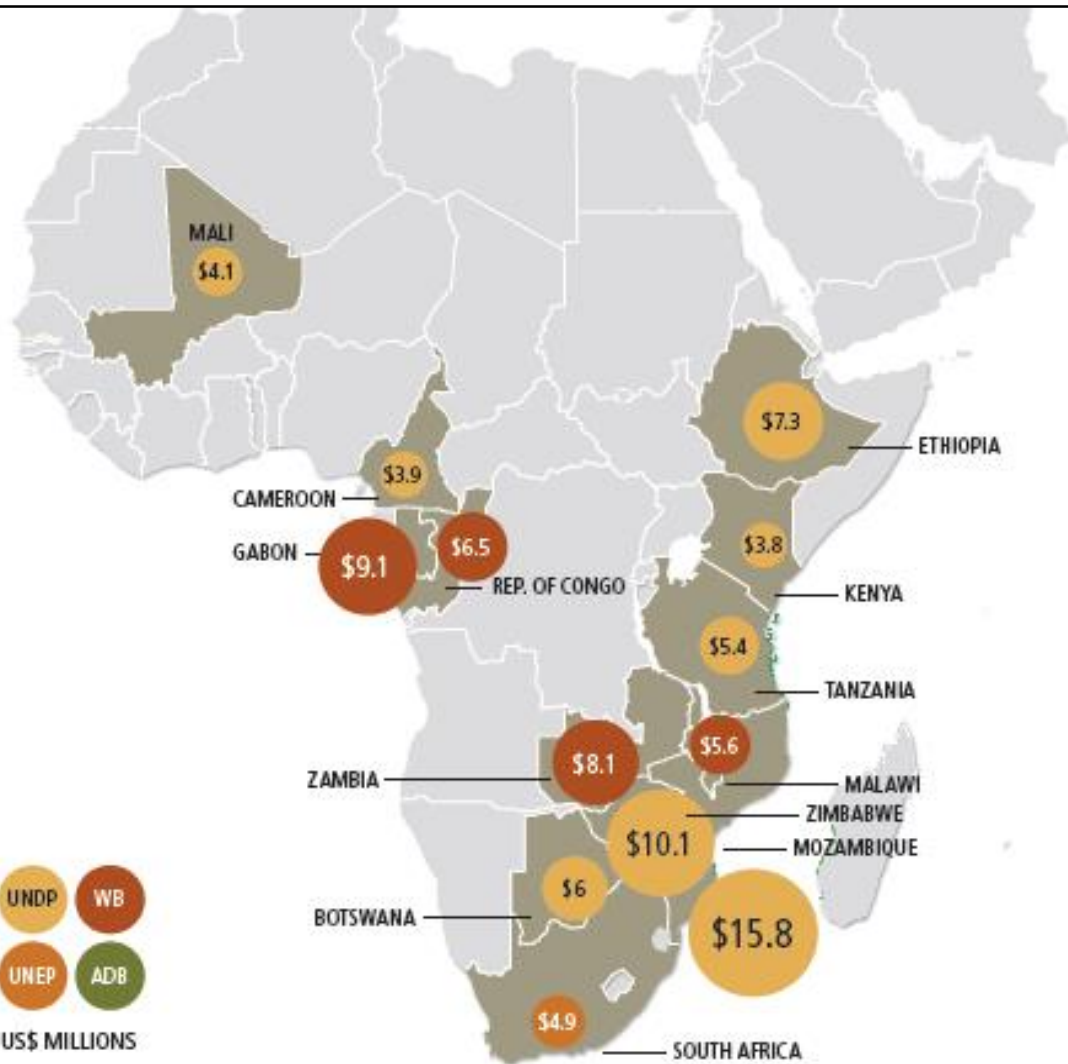 MALI
$4.1
$7.3
ETHIOPIA
$3.9
CAMEROON
$3.8
GABON
$9.1
$6.5
REP. OF CONGO
KENYA
$5.4
TANZANIA
$5.6
$8.1
ZAMBIA
MALAWI
ZIMBABWE
$10.1
MOZAMBIQUE
$6
BOTSWANA
$15.8
UNDP
WB
UNEP
ADB
$4.9
US$ MILLIONS
SOUTH AFRICA